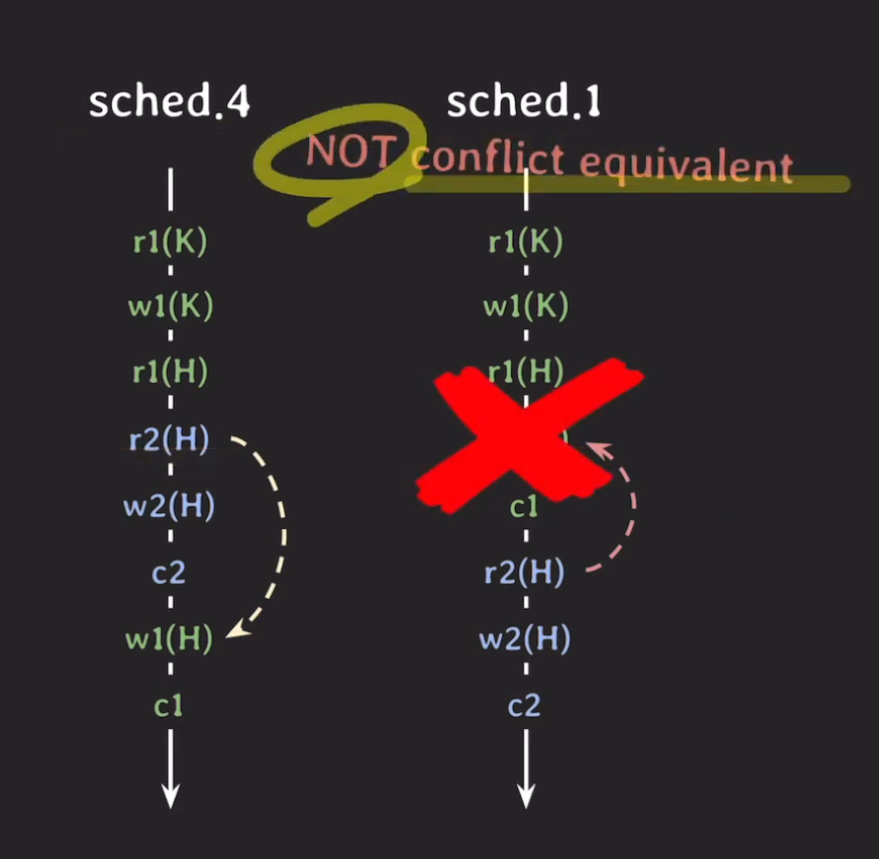 sched.4
sched.1
NOT conflict equivalent
r1(K)
w1(K)
r1(H)
r2(H)
w2(H)
c2
w1(H)
c1
r1(K)
w1(K)
r1(H)
c1
r2(H)
w2(H)
c2